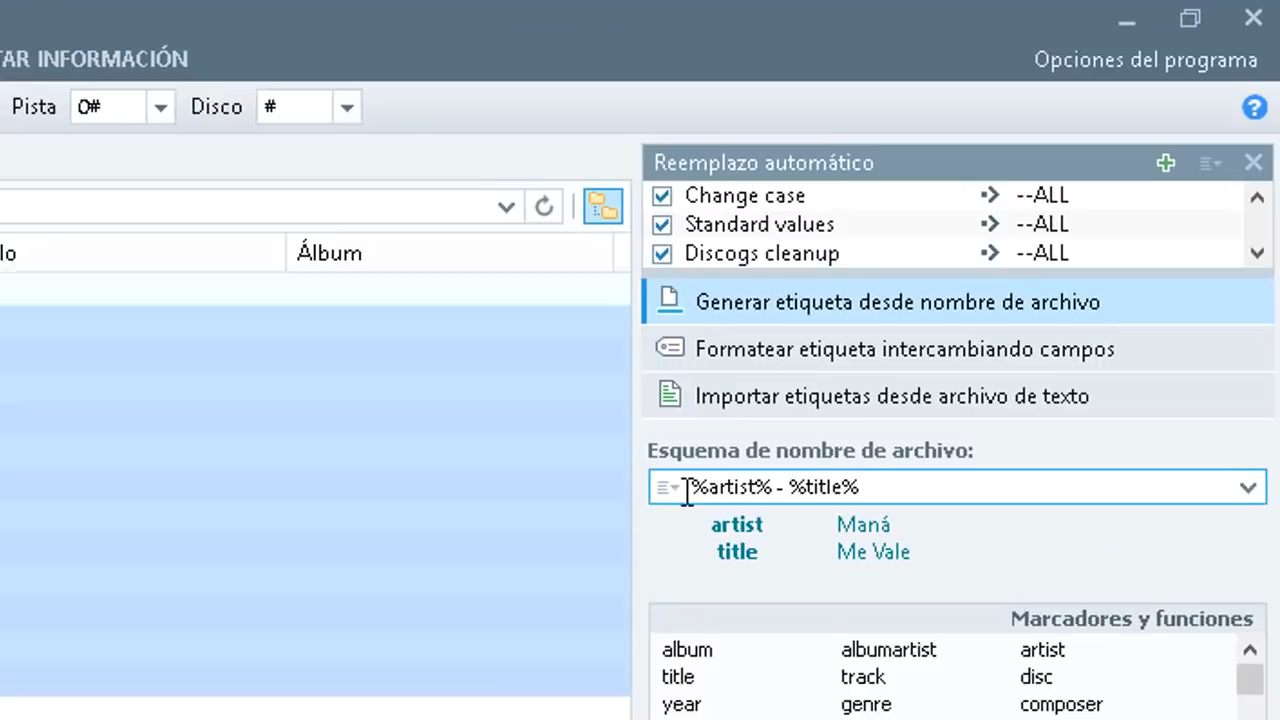 TAR INFORMACIÓN
Opciones del programa
Pista 0# Disco #
Reemplazo automático
Change case --ALL
Standard values --ALL
Discogs cleanup --ALL
lo Álbum
Generar etiqueta desde nombre de archivo
Formatear etiqueta intercambiando campos
Importar etiquetas desde archivo de texto
Esquema de nombre de archivo:
%artist% - %title%
artist Maná
title Me Vale
Marcadores y funciones
album albumartist artist
title track disc
year genre composer